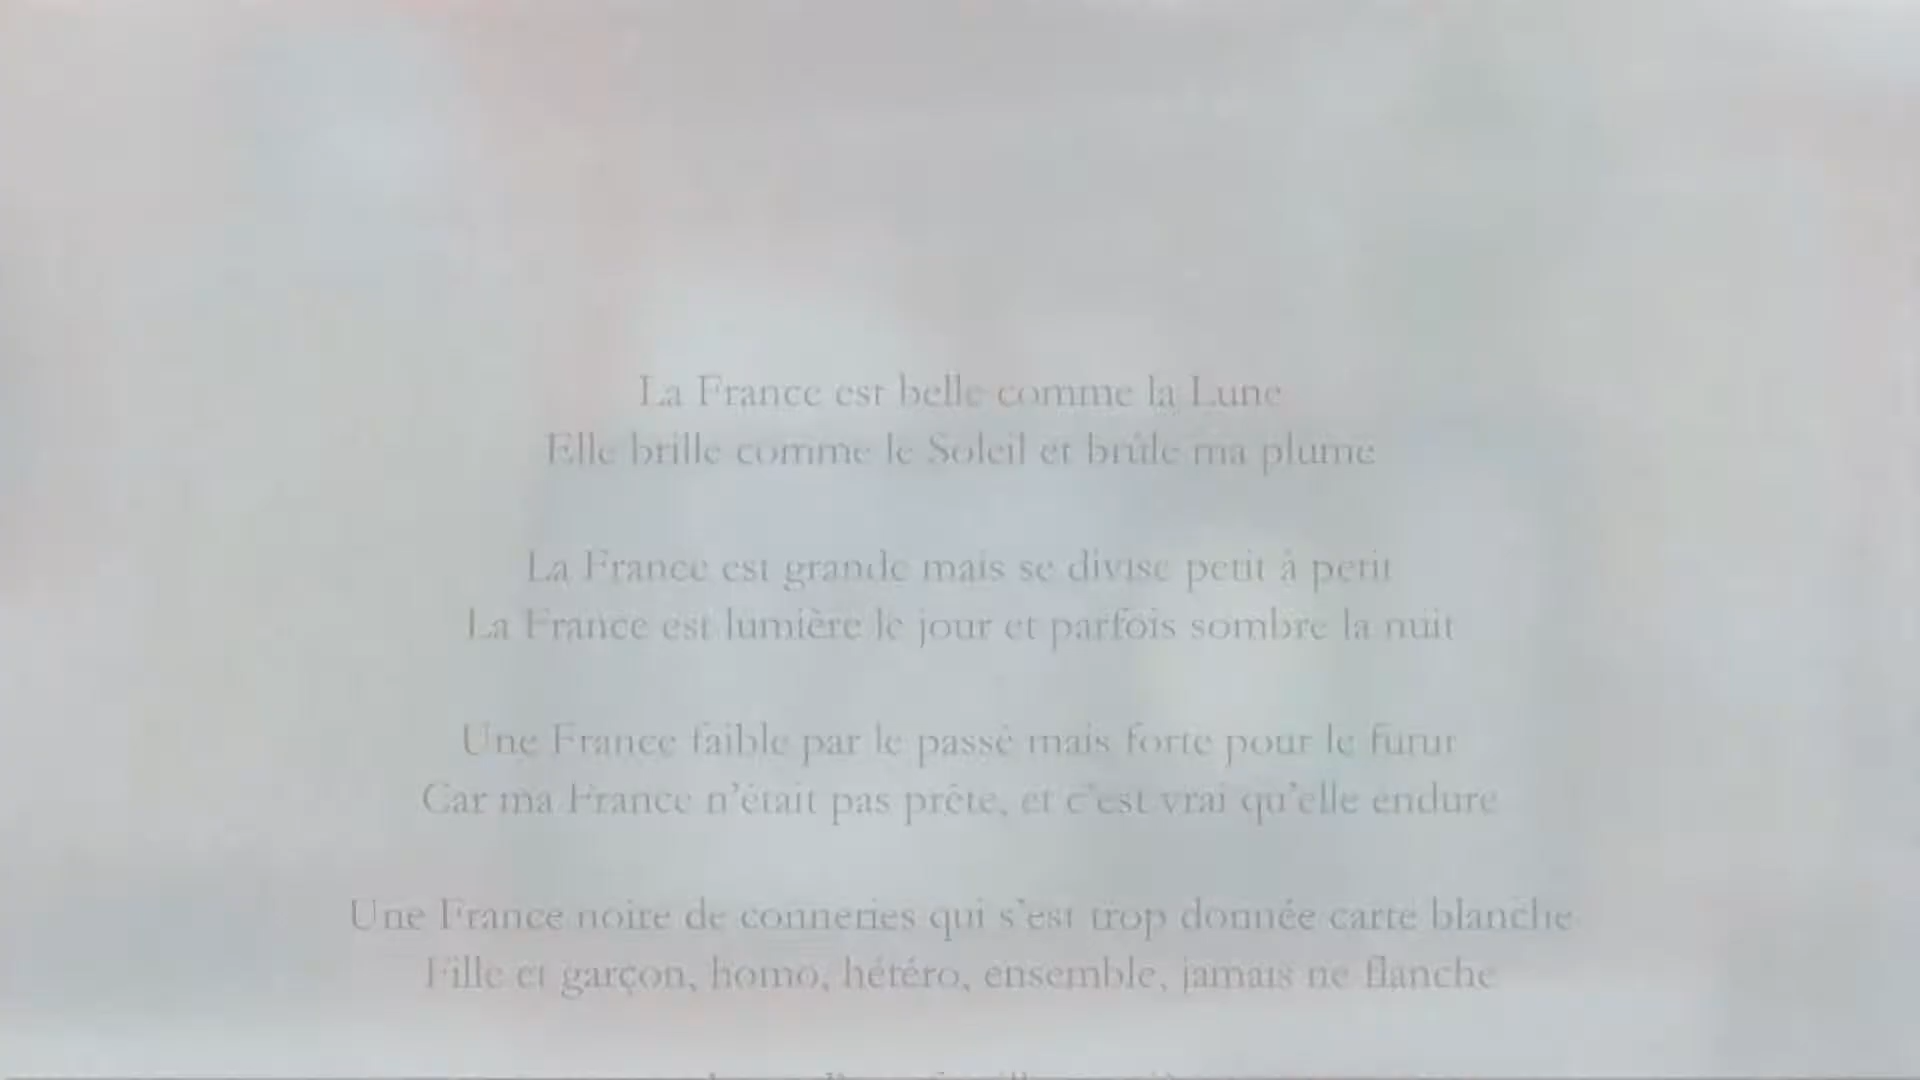 La France est belle comme la Lune
Elle brille comme le Soleil et brûle ma plume
La France est grande mais se divise petit à petit
La France est lumière le jour et parfois sombre la nuit
Une France faible par le passé mais forte pour le futur
Car ma France n'était pas prête, et c'est vrai qu'elle endure
Une France noire de conneries qui s'est trop donnée carte blanche
Fille et garçon, homo, hétéro, ensemble, jamais ne flanche